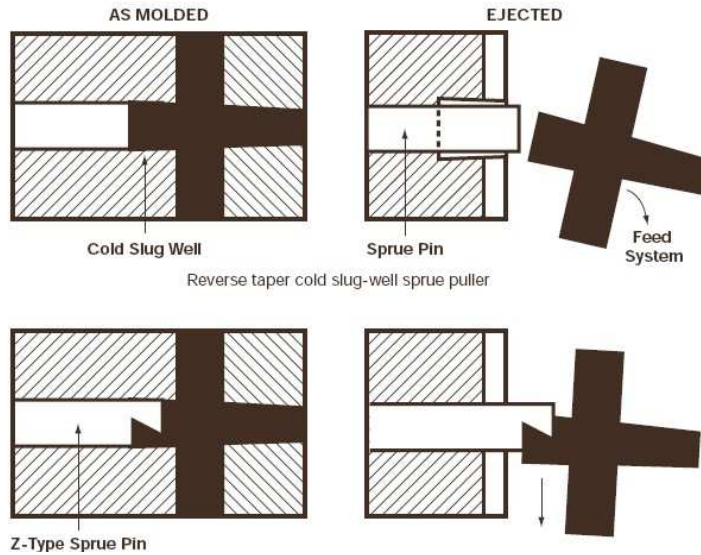 AS MOLDED
EJECTED
Cold Slug Well
Sprue Pin
Feed
System
Reverse taper cold slug-well sprue puller
Z-Type Sprue Pin